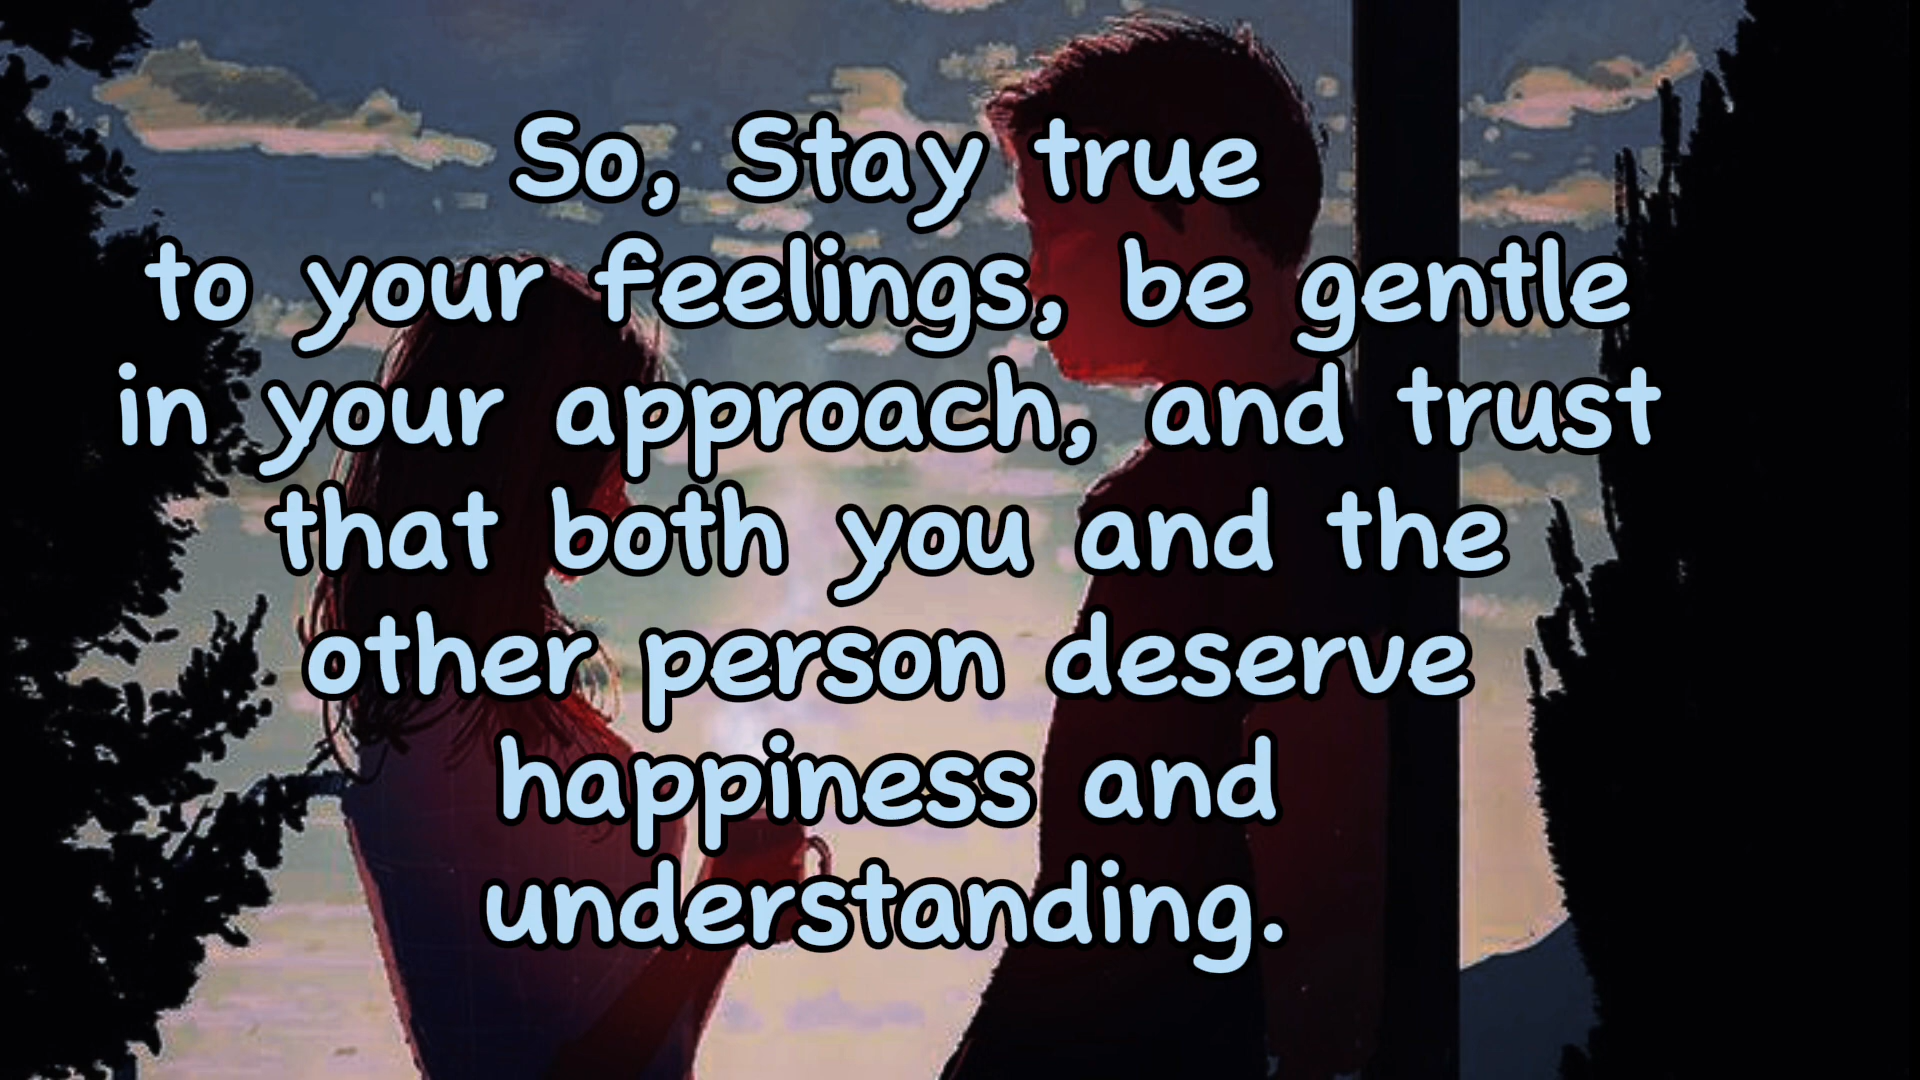 So, Stay true
to your feelings, be gentle
in your approach, and trust
that both you and the
other person deserve
happiness and
understanding.